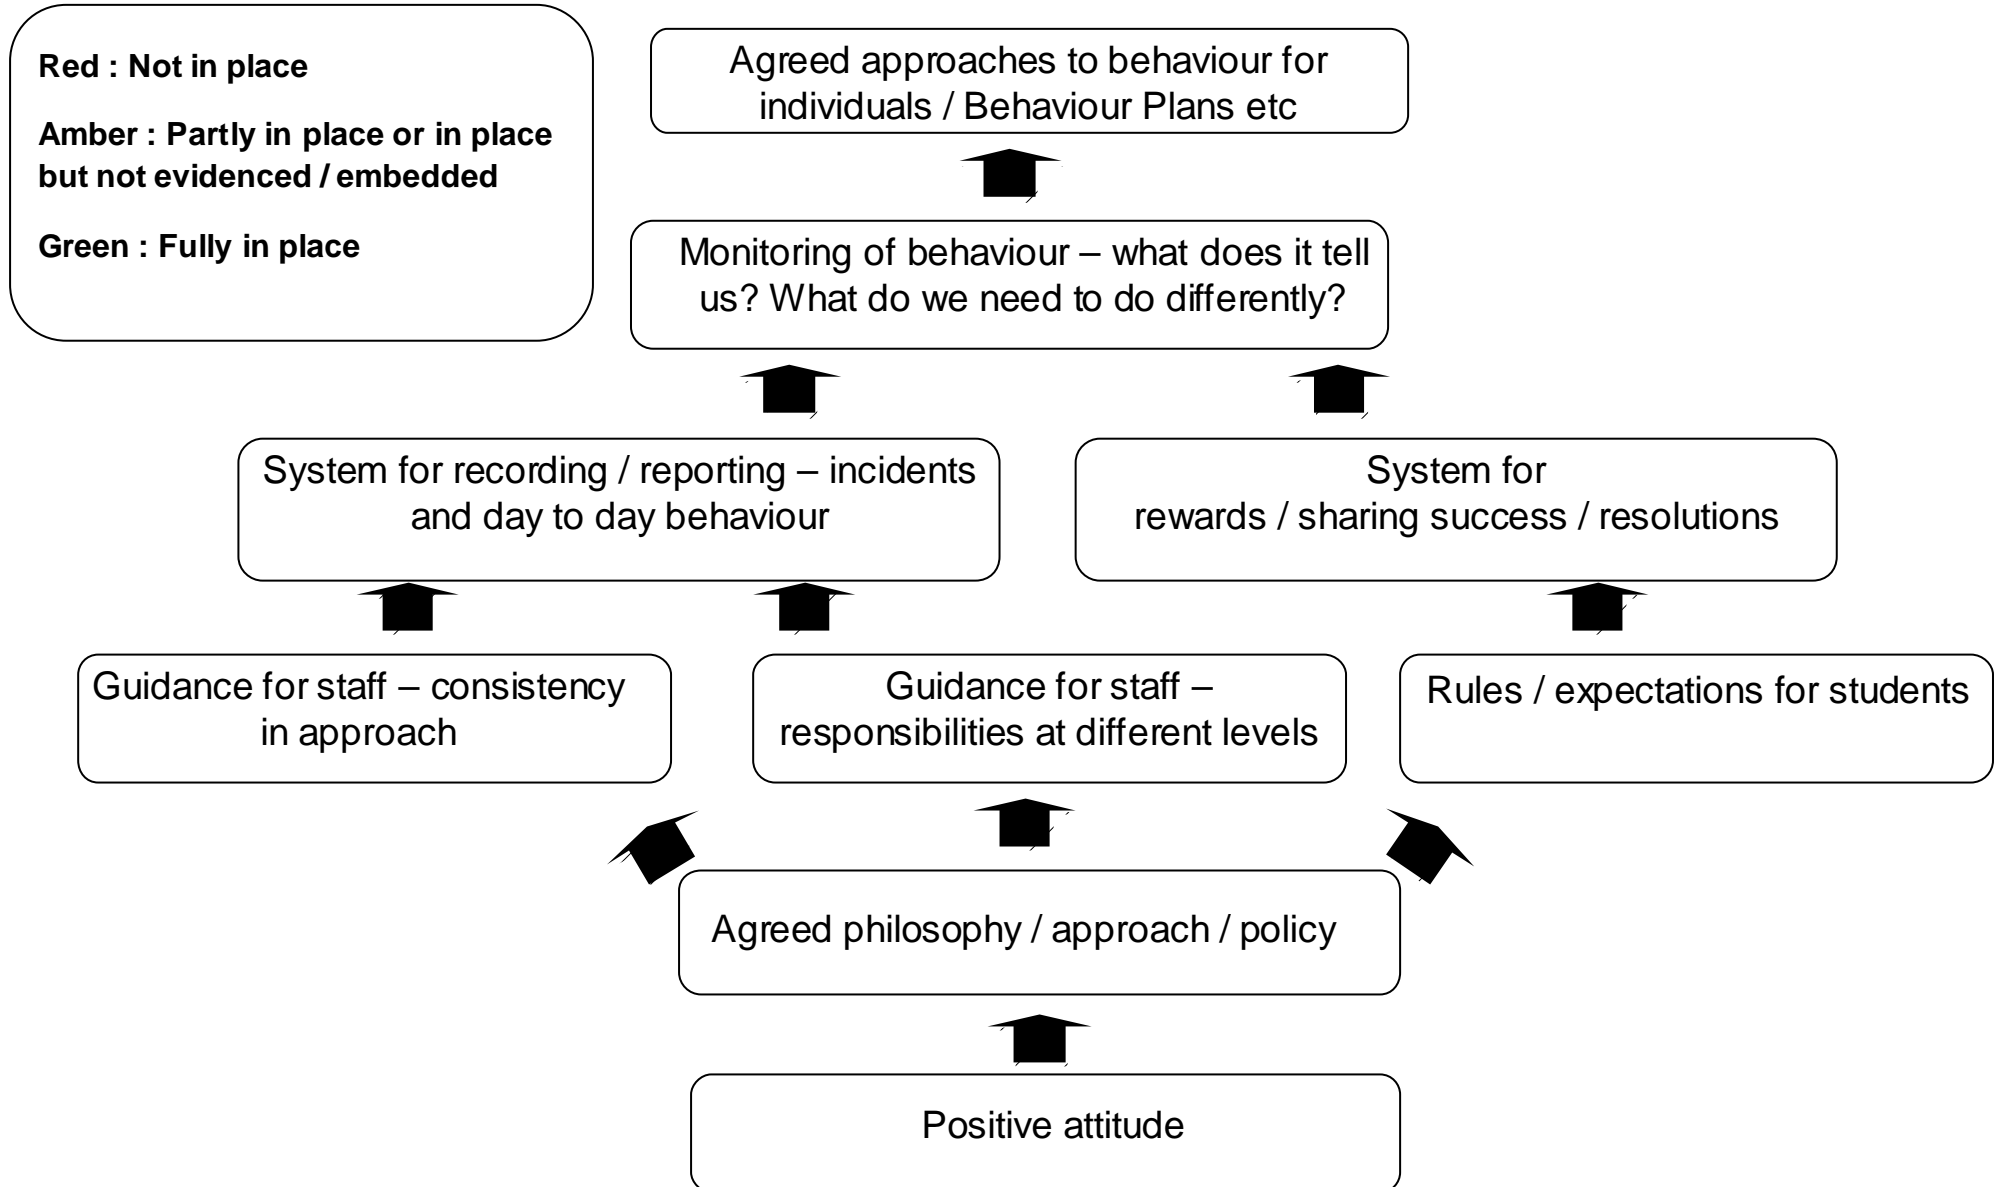 Red : Not in place
Amber : Partly in place or in place
but not evidenced / embedded
Green : Fully in place
Agreed approaches to behaviour for
individuals / Behaviour Plans etc
Monitoring of behaviour – what does it tell
us? What do we need to do differently?
System for recording / reporting – incidents
and day to day behaviour
System for
rewards / sharing success / resolutions
Guidance for staff – consistency
in approach
Guidance for staff –
responsibilities at different levels
Rules / expectations for students
Agreed philosophy / approach / policy
Positive attitude